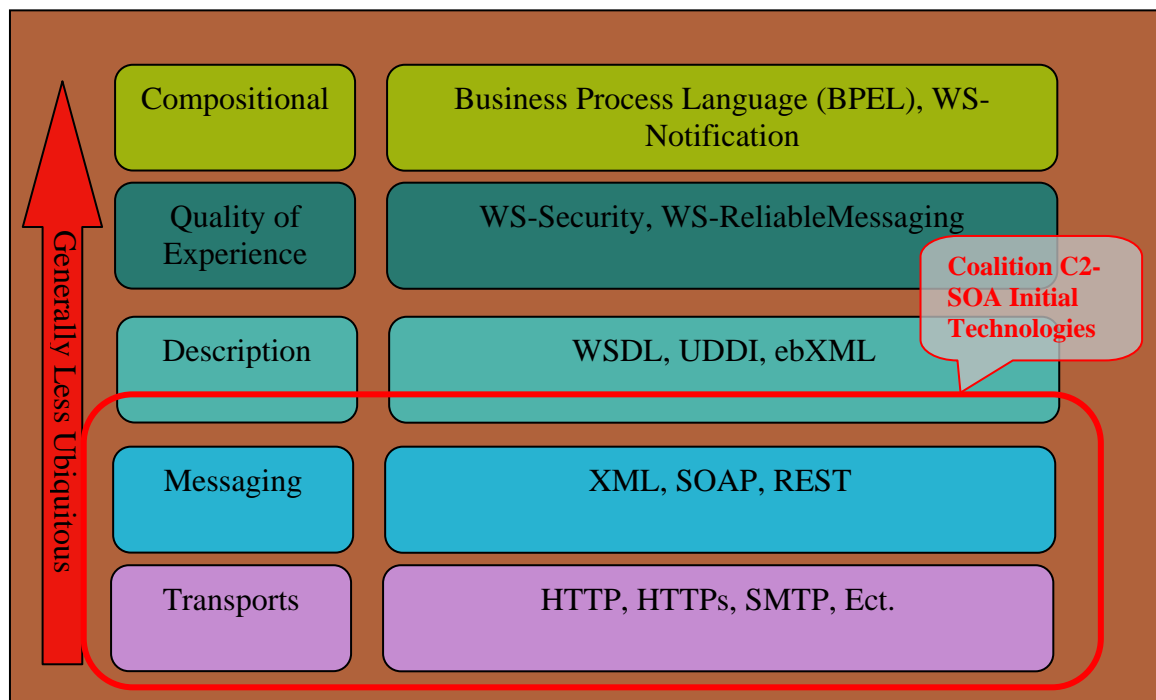 Compositional
Business Process Language (BPEL), WS-
Notification
Quality of
Experience
WS-Security, WS-ReliableMessaging
Coalition C2-
SOA Initial
Technologies
Description
WSDL, UDDI, ebXML
Messaging
XML, SOAP, REST
Transports
HTTP, HTTPs, SMTP, Ect.
Generally Less Ubiquitous